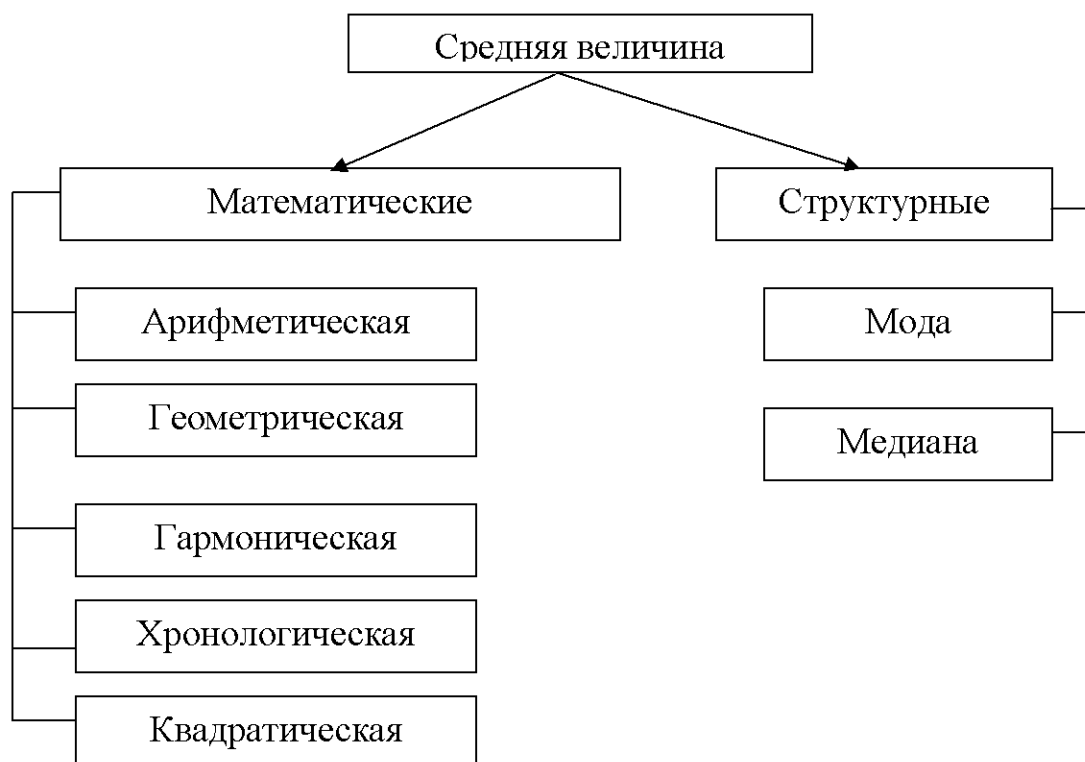 Средняя величина
Математические
Структурные
Арифметическая
Мода
Геометрическая
Медиана
Гармоническая
Хронологическая
Квадратическая